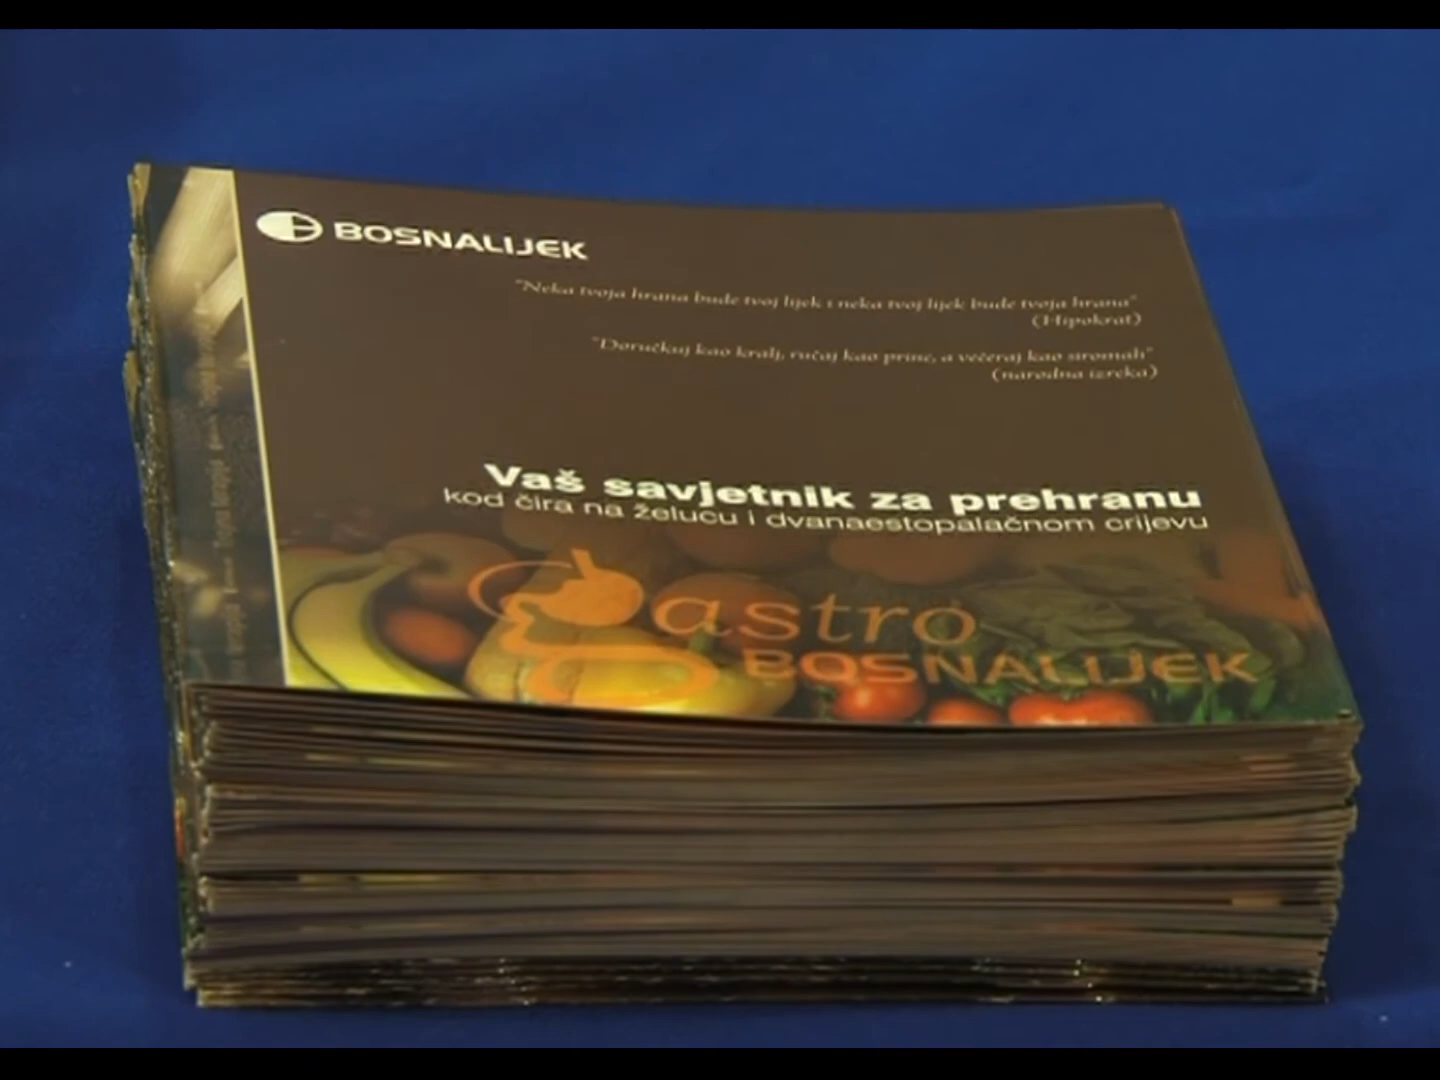 BOSNALIJEK
"Neka tvoja hrana bude tvoj lijek i neka tvoj lijek bude tvoja hrana"
(Hipokrat)
"Doručkuj kao kralj, ručaj kao princ, a večeraj kao siromah"
(narodna izreka)
Vaš savjetnik za prehranu
kod čira na želucu i dvanaestopalačnom crijevu
gastro
BOSNALIJEK